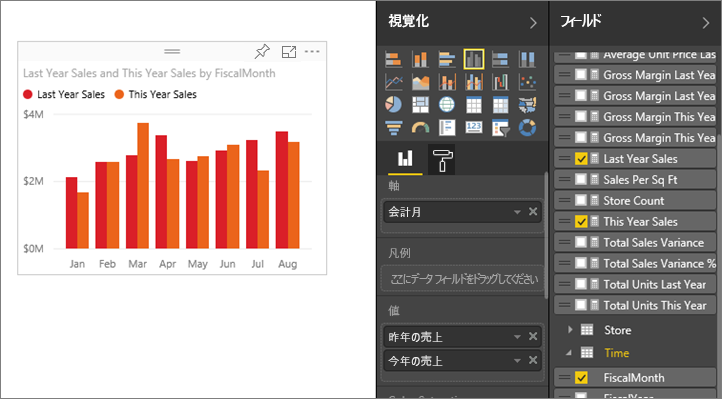 Last Year Sales and This Year Sales by FiscalMonth
Last Year Sales This Year Sales
$4M
$2M
$0M
Jan Feb Mar Apr May Jun Jul Aug
視覚化
123
軸
会計月
凡例
ここにデータ フィールドをドラッグしてください
値
昨年の売上
今年の売上
フィールド
Average Unit Price Las
Gross Margin Last Yea
Gross Margin Last Yea
Gross Margin This Yea
Gross Margin This Yea
Last Year Sales
Sales Per Sq Ft
Store Count
This Year Sales
Total Sales Variance
Total Sales Variance %
Total Units Last Year
Total Units This Year
Store
Time
FiscalMonth